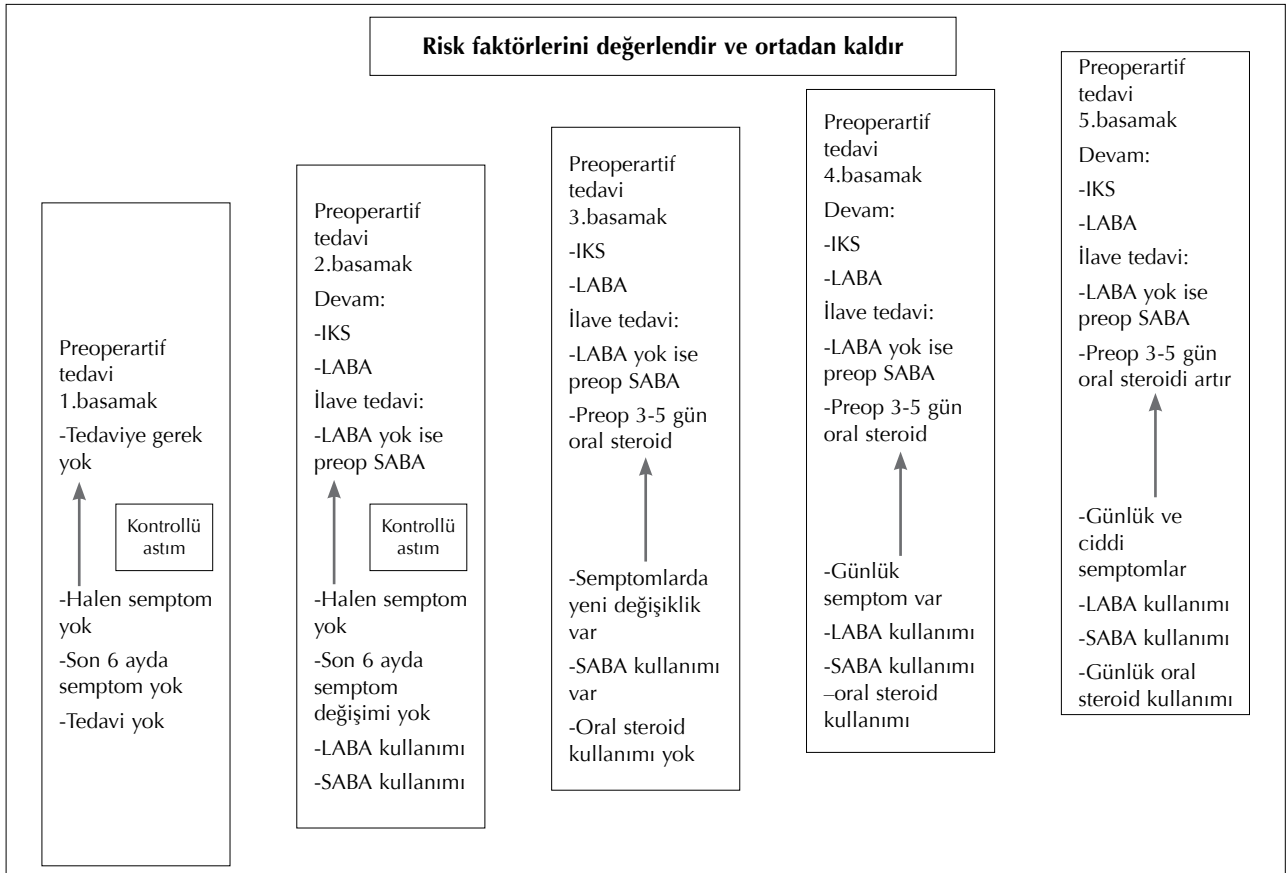 Risk faktörlerini değerlendir ve ortadan kaldır
Preoperartif
tedavi
1.basamak
-Tedaviye gerek
yok
Kontrollü
astım
-Halen semptom
yok
-Son 6 ayda
semptom yok
-Tedavi yok
Preoperartif
tedavi
2.basamak
Devam:
-IKS
-LABA
İlave tedavi:
-LABA yok ise
preop SABA
Kontrollü
astım
-Halen semptom
yok
-Son 6 ayda
semptom
değişimi yok
-LABA kullanımı
-SABA kullanımı
Preoperartif
tedavi
3.basamak
-IKS
-LABA
İlave tedavi:
-LABA yok ise
preop SABA
-Preop 3-5 gün
oral steroid
-Semptomlarda
yeni değişiklik
var
-SABA kullanımı
var
-Oral steroid
kullanımı yok
Preoperartif
tedavi
4.basamak
Devam:
-IKS
-LABA
İlave tedavi:
-LABA yok ise
preop SABA
-Preop 3-5 gün
oral steroid
-Günlük
semptom var
-LABA kullanımı
-SABA kullanımı
–oral steroid
kullanımı
Preoperartif
tedavi
5.basamak
Devam:
-IKS
-LABA
İlave tedavi:
-LABA yok ise
preop SABA
-Preop 3-5 gün
oral steroidi artır
-Günlük ve
ciddi
semptomlar
-LABA kullanımı
-SABA kullanımı
-Günlük oral
steroid kullanımı